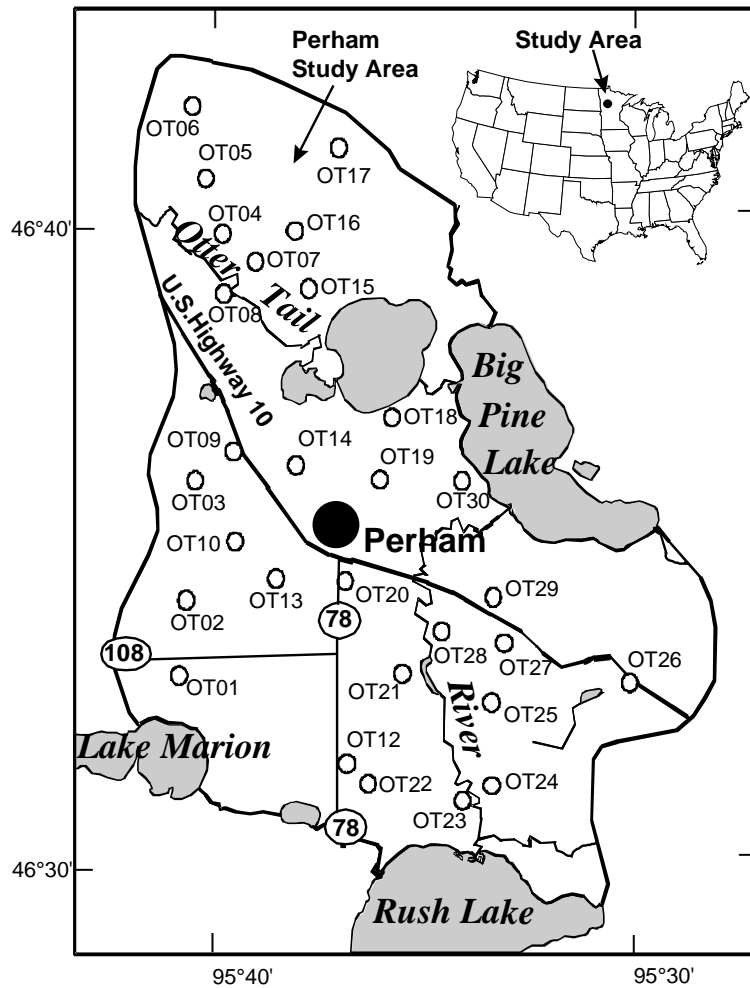 Perham
Study Area
Study Area
OT06
OT05
OT17
OT04
OT16
46°40'
Otter
OT07
Tail
OT15
OT08
U.S.Highway 10
Big
Pine
Lake
OT18
OT14
OT09
OT19
OT03
OT30
OT10
Perham
OT13
OT20
OT29
OT02
78
108
OT28
OT27
OT26
OT01
OT21
River
OT25
Lake Marion
OT12
OT22
OT24
OT23
78
46°30'
Rush Lake
95°40'
95°30'